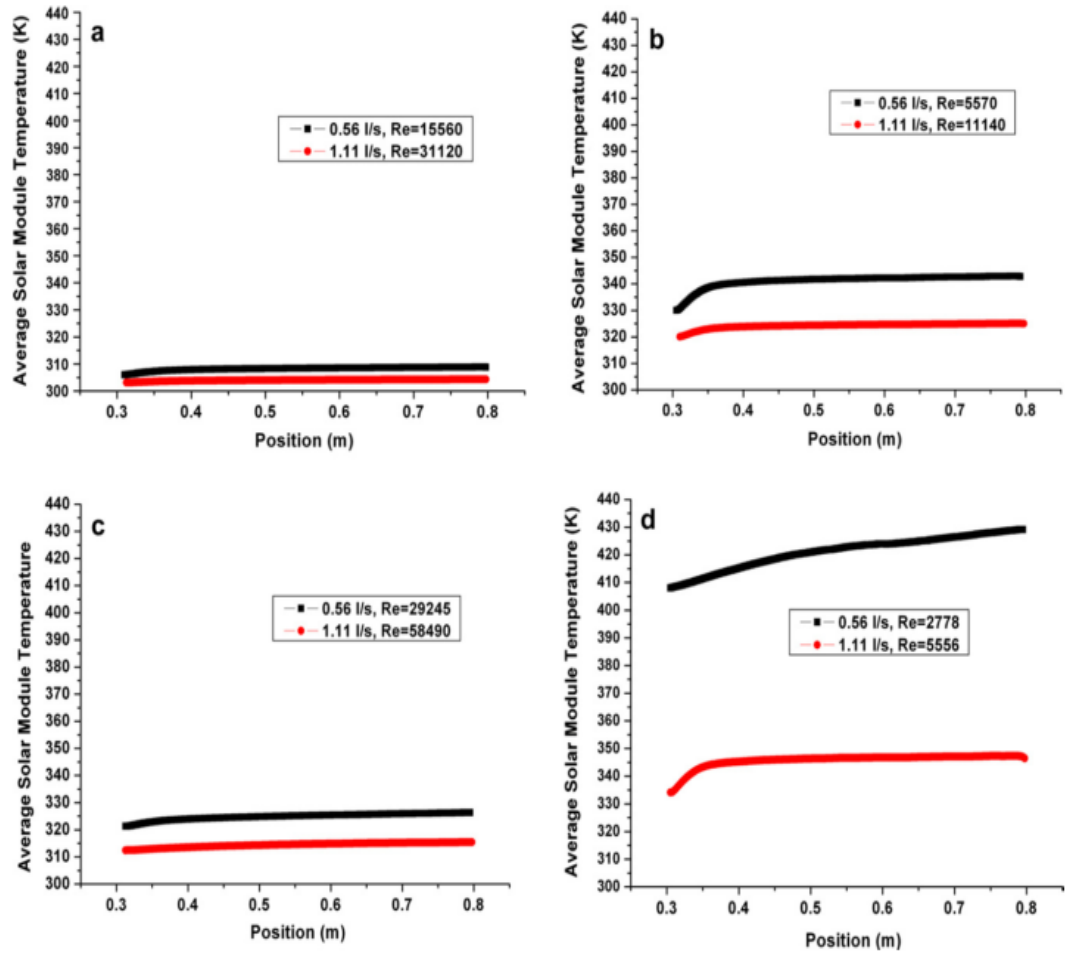 a
Average Solar Module Temperature (K)
440
430
420
410
400
390
380
370
360
350
340
330
320
310
300
0.56 l/s, Re=15560
1.11 l/s, Re=31120
0.3 0.4 0.5 0.6 0.7 0.8
Position (m)
b
Average Solar Module Temperature (K)
440
430
420
410
400
390
380
370
360
350
340
330
320
310
300
0.56 l/s, Re=5570
1.11 l/s, Re=11140
0.3 0.4 0.5 0.6 0.7 0.8
Position (m)
c
Average Solar Module Temperature
440
430
420
410
400
390
380
370
360
350
340
330
320
310
300
0.56 l/s, Re=29245
1.11 l/s, Re=58490
0.3 0.4 0.5 0.6 0.7 0.8
Position (m)
d
Average Solar Module Temperature (K)
440
430
420
410
400
390
380
370
360
350
340
330
320
310
300
0.56 l/s, Re=2778
1.11 l/s, Re=5556
0.3 0.4 0.5 0.6 0.7 0.8
Position (m)